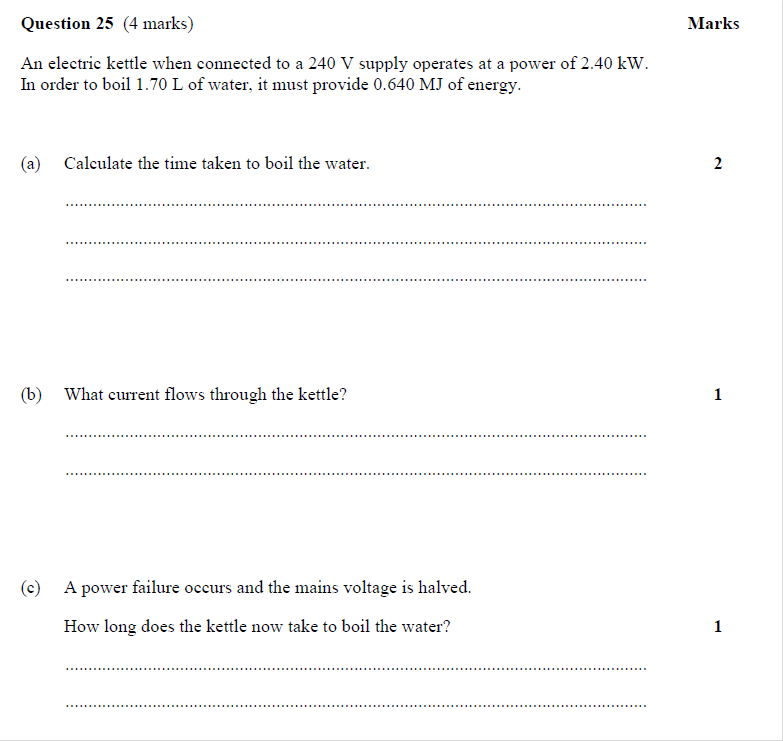 Question 25 (4 marks) Marks
An electric kettle when connected to a 240 V supply operates at a power of 2.40 kW.
In order to boil 1.70 L of water, it must provide 0.640 MJ of energy.
(a) Calculate the time taken to boil the water. 2
(b) What current flows through the kettle? 1
(c) A power failure occurs and the mains voltage is halved.
How long does the kettle now take to boil the water? 1